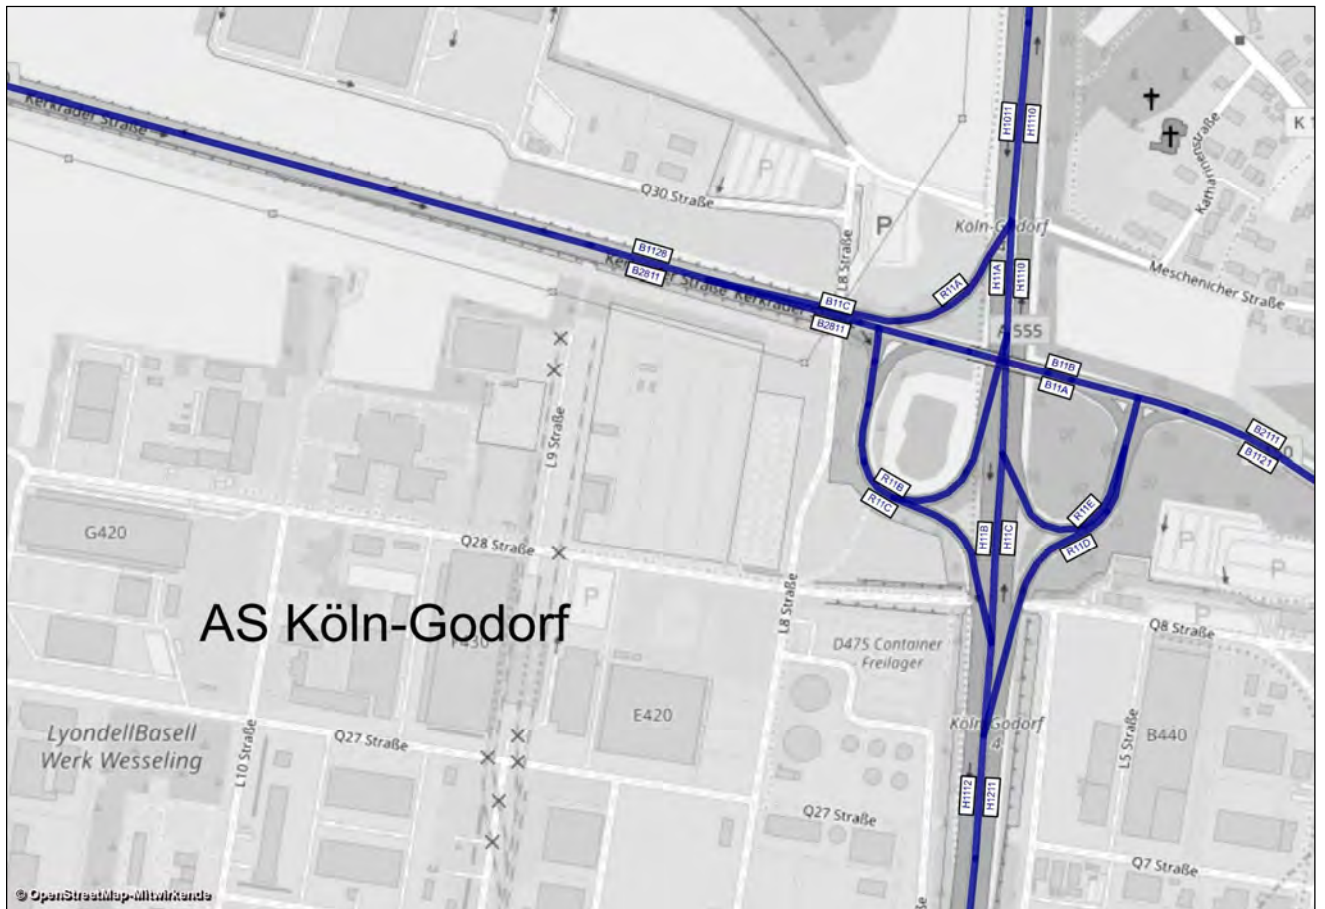 Kerkrader Straße
Q30 Straße
P
P
L8 Straße
H1011
H1110
K 1
Katharinenstraße
Köln-Godorf
Meschenicher Straße
B1128
B2811
Kerkrader Straße
B11C
B2811
R11A
H11A
H1110
A 555
B11B
B11A
B2111
B1121
L9 Straße
R11B
R11C
H11B
H11C
R11E
R11D
G420
Q28 Straße
P
P
P
L8 Straße
Q8 Straße
AS Köln-Godorf
D475 Container
Freilager
LyondellBasell
Werk Wesseling
L10 Straße
Q27 Straße
E420
Köln-Godorf
4
L5 Straße
B440
H1112
H1211
Q27 Straße
Q7 Straße
© OpenStreetMap-Mitwirkende